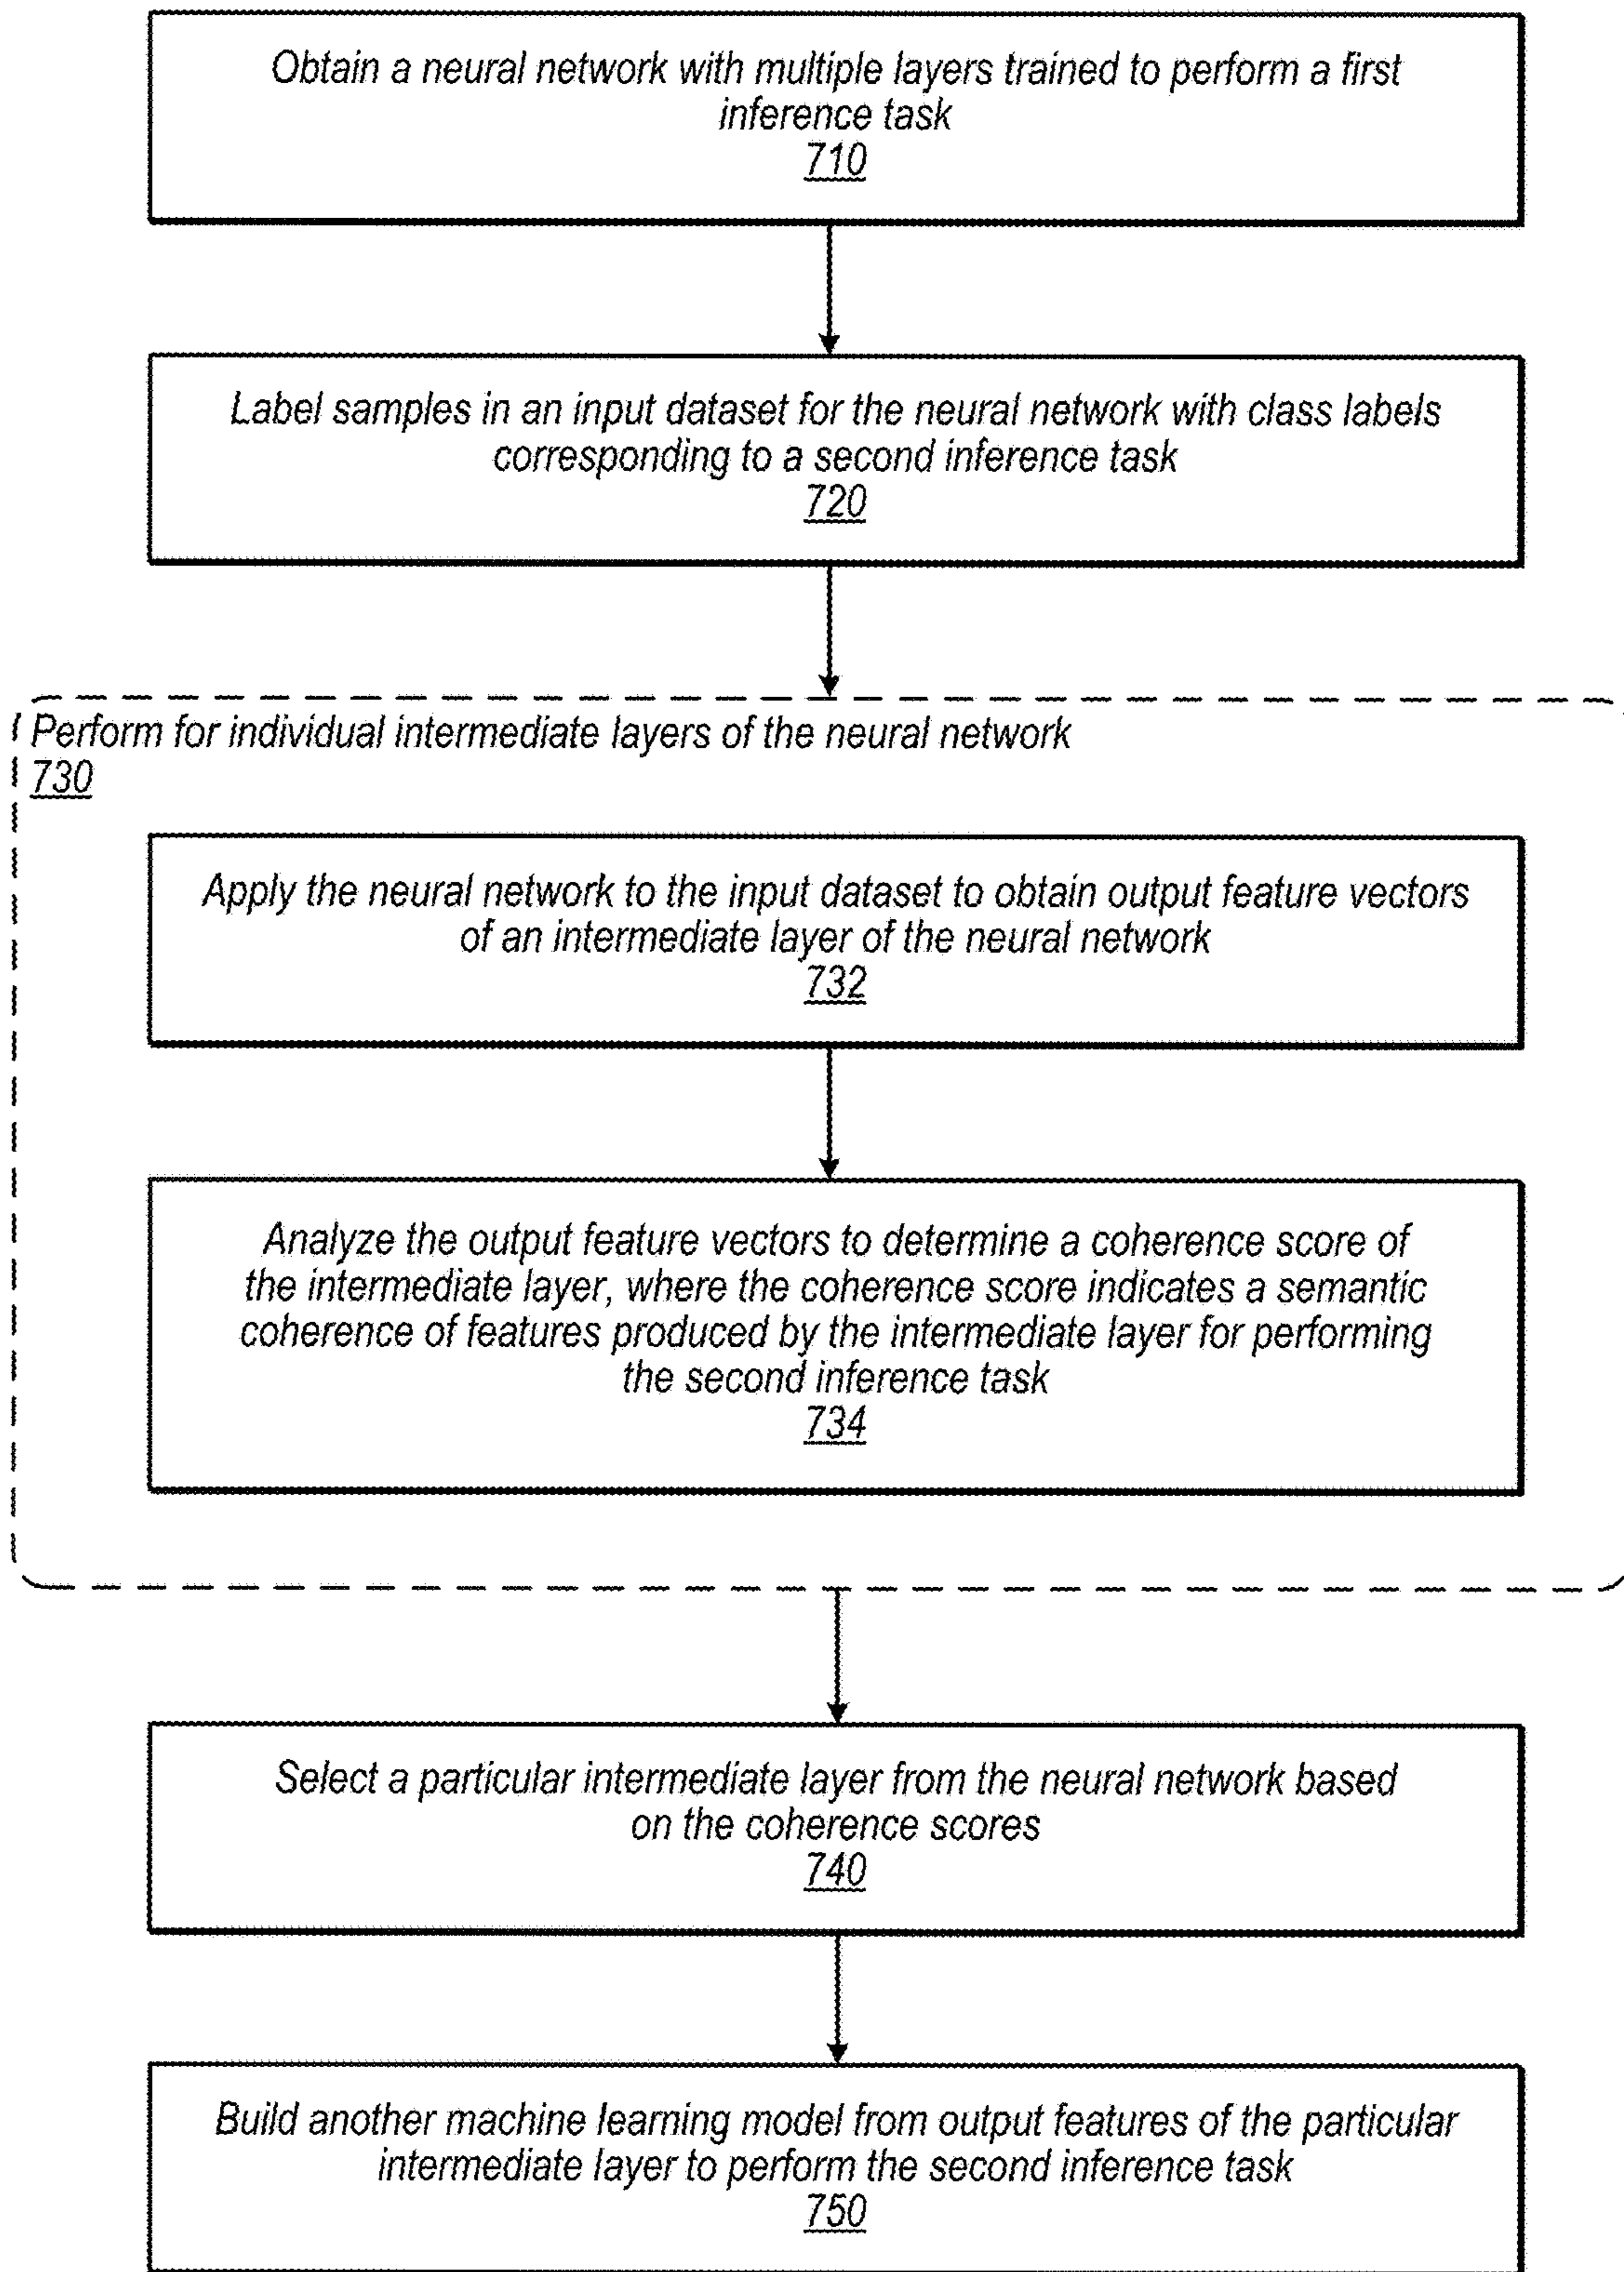 Obtain a neural network with multiple layers trained to perform a first
inference task
710
Label samples in an input dataset for the neural network with class labels
corresponding to a second inference task
720
Perform for individual intermediate layers of the neural network
730
Apply the neural network to the input dataset to obtain output feature vectors
of an intermediate layer of the neural network
732
Analyze the output feature vectors to determine a coherence score of
the intermediate layer, where the coherence score indicates a semantic
coherence of features produced by the intermediate layer for performing
the second inference task
734
Select a particular intermediate layer from the neural network based
on the coherence scores
740
Build another machine learning model from output features of the particular
intermediate layer to perform the second inference task
750